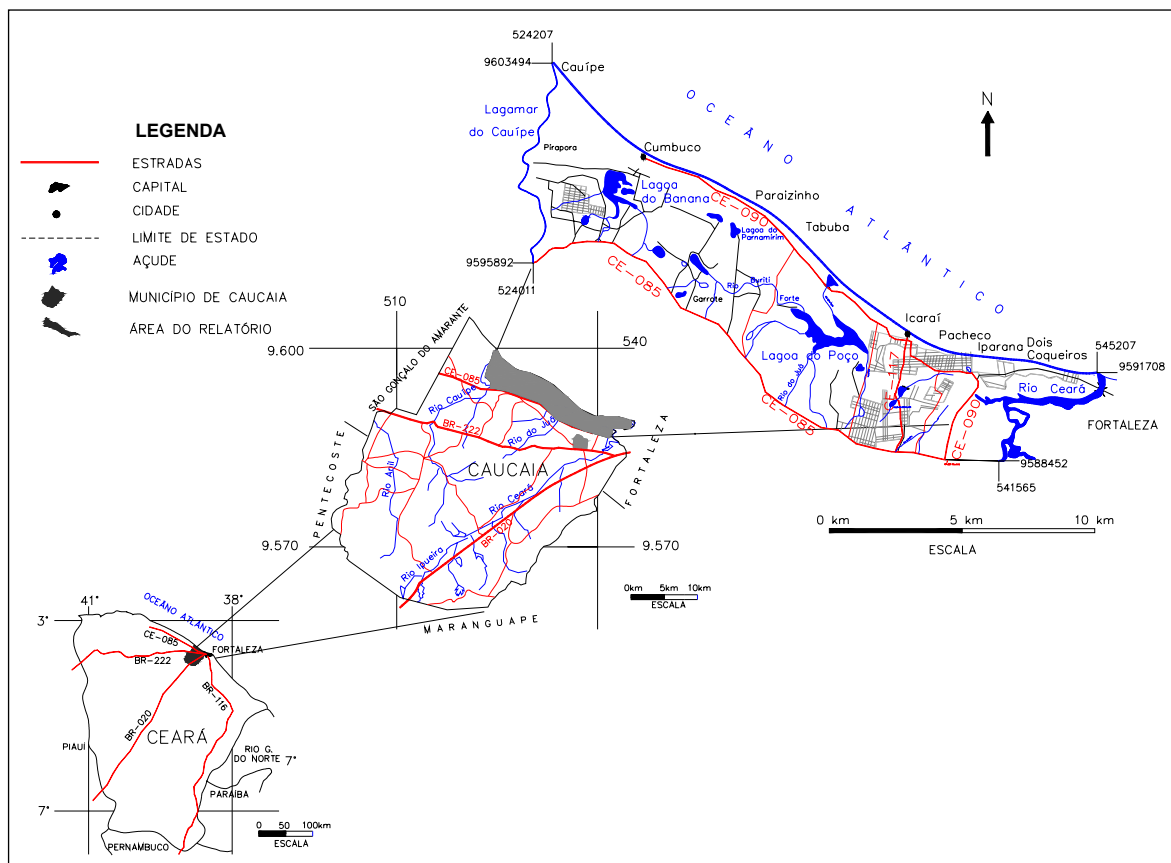 LEGENDA
ESTRADAS
CAPITAL
CIDADE
LIMITE DE ESTADO
AÇUDE
MUNICÍPIO DE CAUCAIA
ÁREA DO RELATÓRIO
524207
9603494
Cauípe
Lagamar
do Cauípe
OCEÂNO ATLÂNTICO
N
Pirapora
Cumbuco
Lagoa
do Banana
Paraizinho
CE-090
Tabuba
Lagoa do
Parnamirim
9595892
524011
CE-085
Garrote
Rio
Buriti
Forte
Icaraí
Pacheco
Iparana
Dois
Coqueiros
545207
9591708
Lagoa do Poço
CE-117
Rio do Juá
Rio Ceará
FORTALEZA
CE-085
CE-090
9588452
541565
0 km
5 km
10 km
ESCALA
510
540
9.600
SÃO GONÇALO DO AMARANTE
CE-085
Rio Cauípe
BR-222
Rio do Juá
CAUCAIA
PENTECOSTE
Rio Anil
FORTALEZA
Rio Ceará
BR-020
9.570
9.570
Rio Ipueira
0km
5km
10km
ESCALA
MARANGUAPE
41°
38°
3°
OCEÂNO ATLÂNTICO
CE-085
FORTALEZA
BR-222
BR-116
BR-020
CEARÁ
PIAUÍ
RIO G.
DO NORTE
7°
PARAÍBA
7°
PERNAMBUCO
0
50
100km
ESCALA